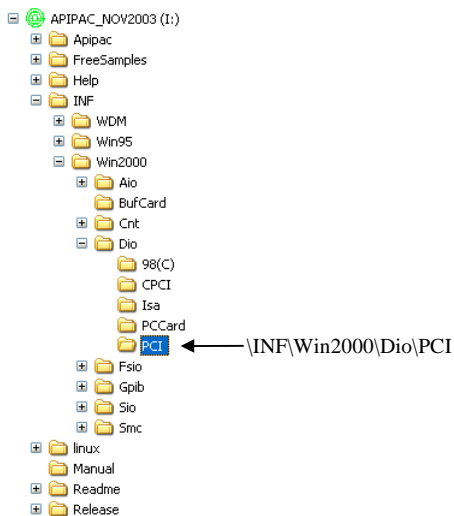 APIPAC_NOV2003 (I:)
Apipac
FreeSamples
Help
INF
WDM
Win95
Win2000
Aio
BufCard
Cnt
Dio
98(C)
CPCI
Isa
PCCard
PCI \INF\Win2000\Dio\PCI
Fsio
Gpib
Sio
Smc
linux
Manual
Readme
Release